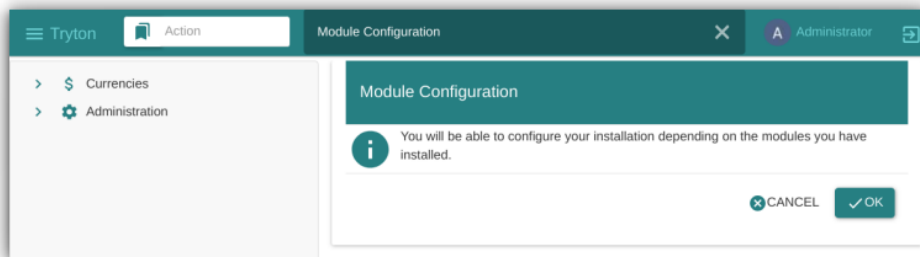 Tryton
Action
Module Configuration
A Administrator
Currencies
Administration
Module Configuration
You will be able to configure your installation depending on the modules you have
installed.
CANCEL
OK